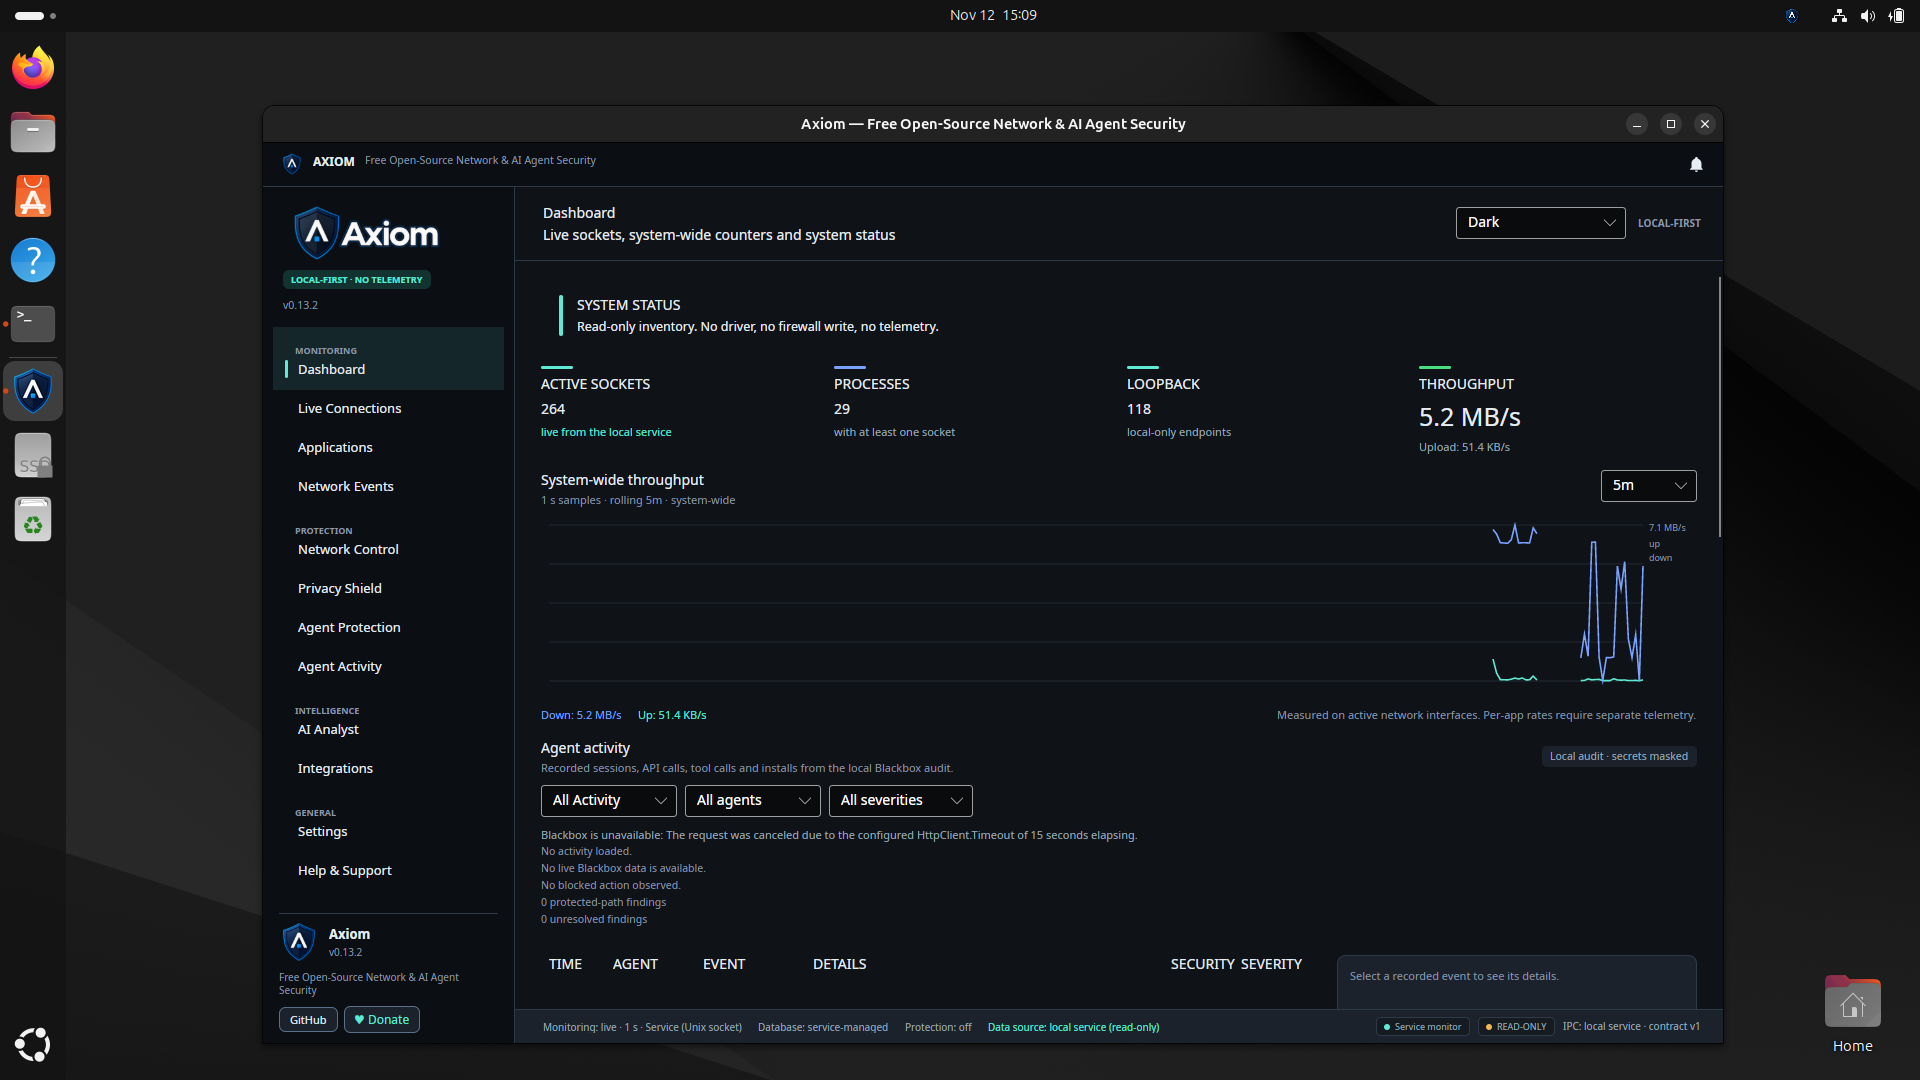 Nov 12 15:09
Axiom — Free Open-Source Network & AI Agent Security
AXIOM Free Open-Source Network & AI Agent Security
Axiom
LOCAL-FIRST · NO TELEMETRY
v0.13.2
MONITORING
Dashboard
Live Connections
Applications
Network Events
PROTECTION
Network Control
Privacy Shield
Agent Protection
Agent Activity
INTELLIGENCE
AI Analyst
Integrations
GENERAL
Settings
Help & Support
Axiom
v0.13.2
Free Open-Source Network & AI Agent
Security
GitHub
♥ Donate
Dashboard
Live sockets, system-wide counters and system status
Dark
LOCAL-FIRST
SYSTEM STATUS
Read-only inventory. No driver, no firewall write, no telemetry.
ACTIVE SOCKETS
264
live from the local service
PROCESSES
29
with at least one socket
LOOPBACK
118
local-only endpoints
THROUGHPUT
5.2 MB/s
Upload: 51.4 KB/s
System-wide throughput
1 s samples · rolling 5m · system-wide
5m
7.1 MB/s
up
down
Down: 5.2 MB/s Up: 51.4 KB/s
Measured on active network interfaces. Per-app rates require separate telemetry.
Agent activity
Recorded sessions, API calls, tool calls and installs from the local Blackbox audit.
Local audit · secrets masked
All Activity
All agents
All severities
Blackbox is unavailable: The request was canceled due to the configured HttpClient.Timeout of 15 seconds elapsing.
No activity loaded.
No live Blackbox data is available.
No blocked action observed.
0 protected-path findings
0 unresolved findings
TIME AGENT EVENT DETAILS SECURITY SEVERITY
Select a recorded event to see its details.
Monitoring: live · 1 s · Service (Unix socket) Database: service-managed Protection: off Data source: local service (read-only)
Service monitor
READ-ONLY
IPC: local service · contract v1
SS
Home